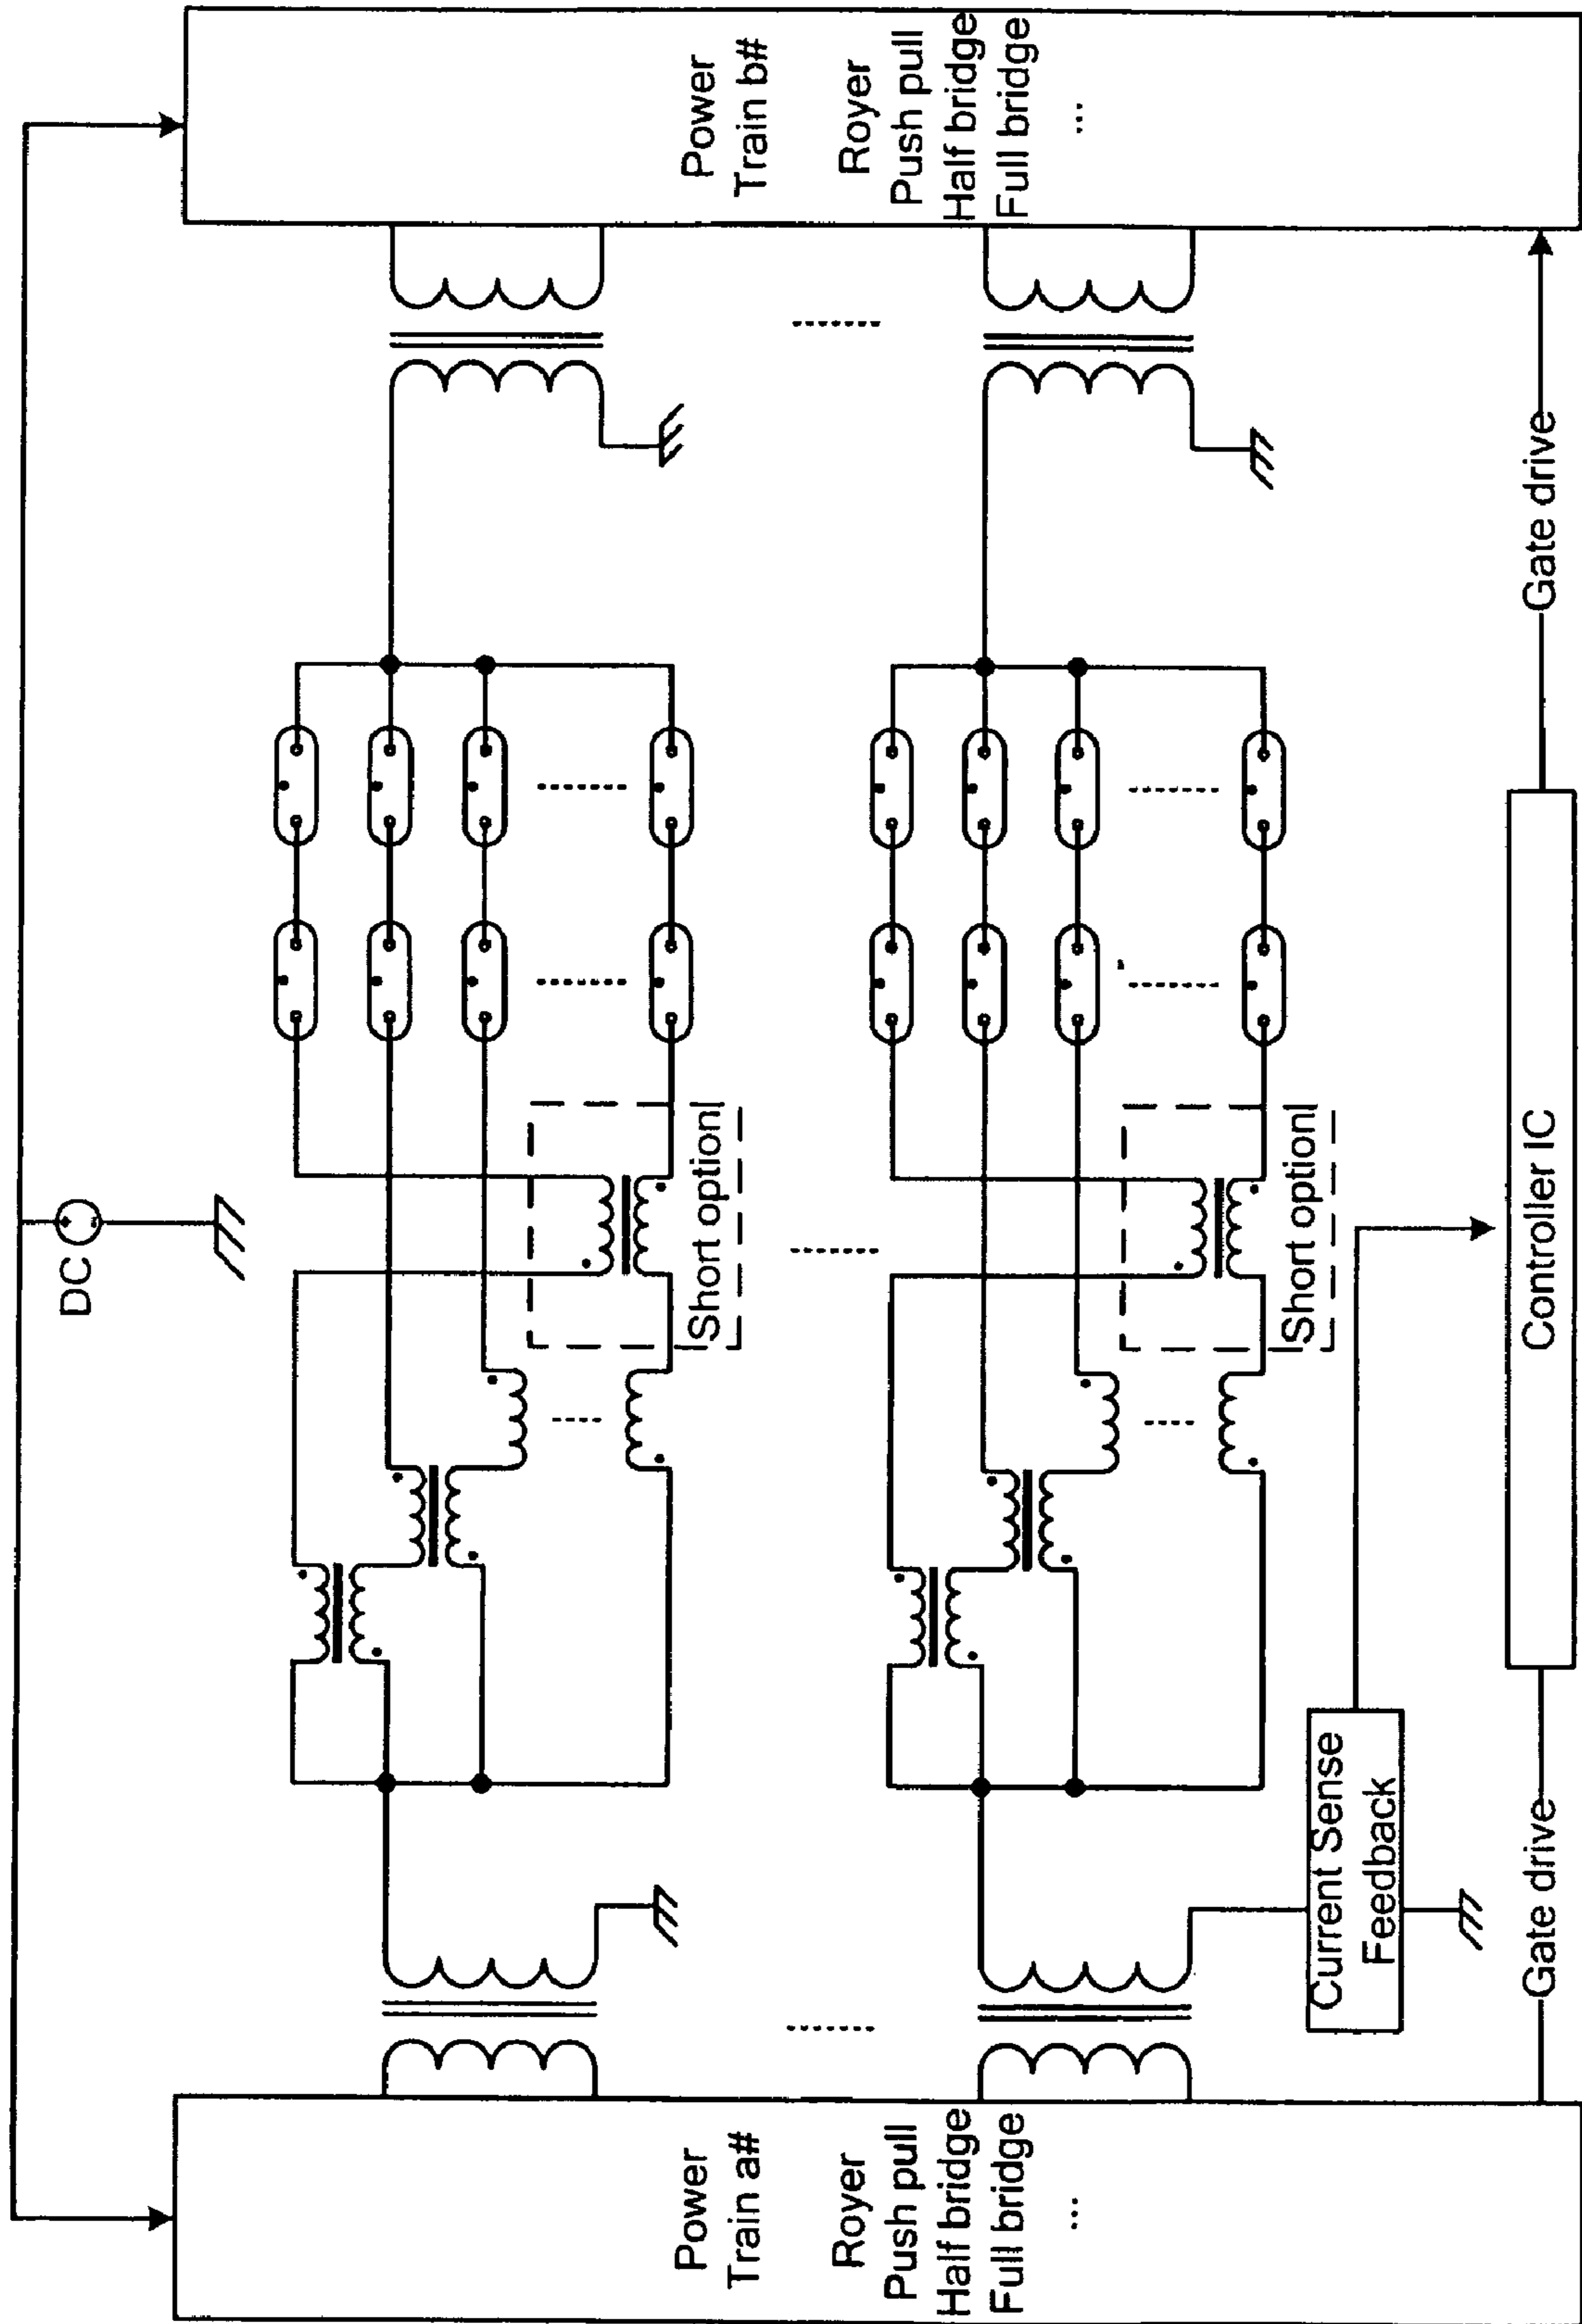 DC
Power
Train a#
Royer
Push pull
Half bridge
Full bridge
...
Power
Train b#
Royer
Push pull
Half bridge
Full bridge
...
Short option
Short option
Current Sense
Feedback
Gate drive
Controller IC
Gate drive